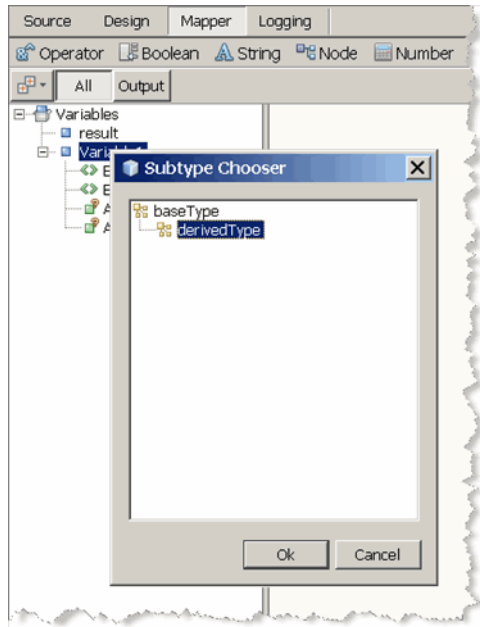 Source Design Mapper Logging
Operator Boolean String Node Number
All Output
Variables
result
Subtype Chooser
baseType
derivedType
Ok Cancel